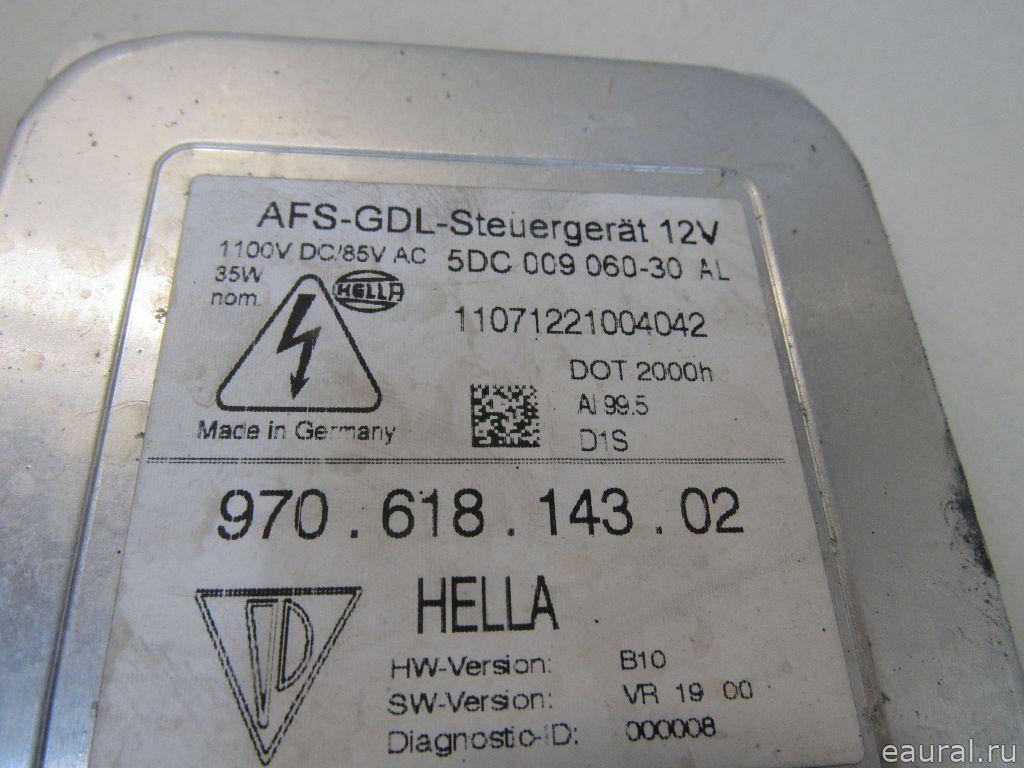 AFS-GDL-Steuergerät 12V
1100V DC/85V AC 5DC 009 060-30 AL
35W
nom.
HELLA
11071221004042
DOT 2000h
Al 99.5
D1S
Made in Germany
970.618.143.02
HELLA
HW-Version: B10
SW-Version: VR 19 00
Diagnostic-ID: 000008
eaural.ru